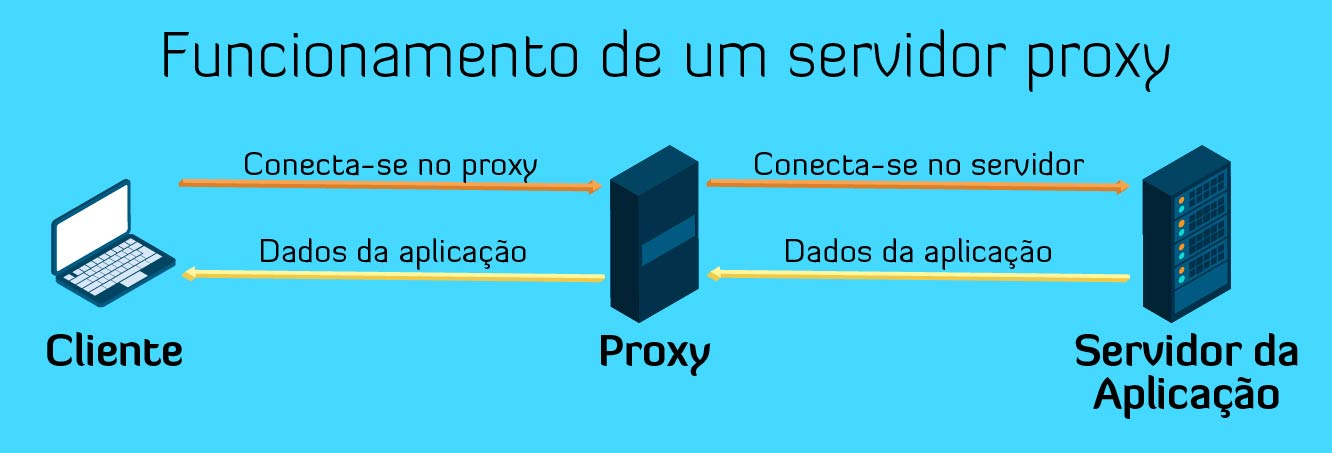 Funcionamento de um servidor proxy
Conecta-se no proxy
Conecta-se no servidor
Dados da aplicação
Dados da aplicação
Cliente
Proxy
Servidor da
Aplicação